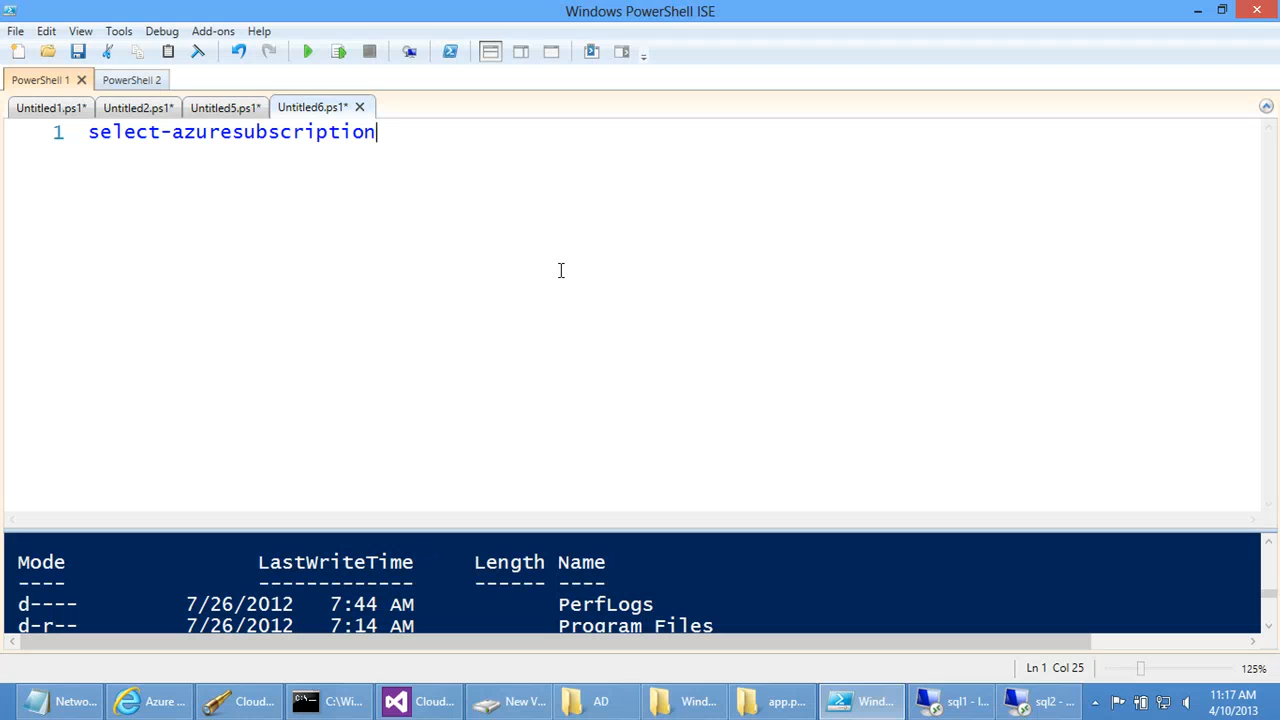 Windows PowerShell ISE
File Edit View Tools Debug Add-ons Help
PowerShell 1 PowerShell 2
Untitled1.ps1* Untitled2.ps1* Untitled5.ps1* Untitled6.ps1*
1 select-azuresubscription
Mode LastWriteTime Length Name
---- ------------- ------ ----
d---- 7/26/2012 7:44 AM PerfLogs
d-r-- 7/26/2012 7:14 AM Program Files
Ln 1 Col 25 125%
Netwo... Azure ... Cloud... C:\Wi... Cloud... New V... AD Wind... app.p... Wind... sql1 - I... sql2 - ... 11:17 AM
4/10/2013